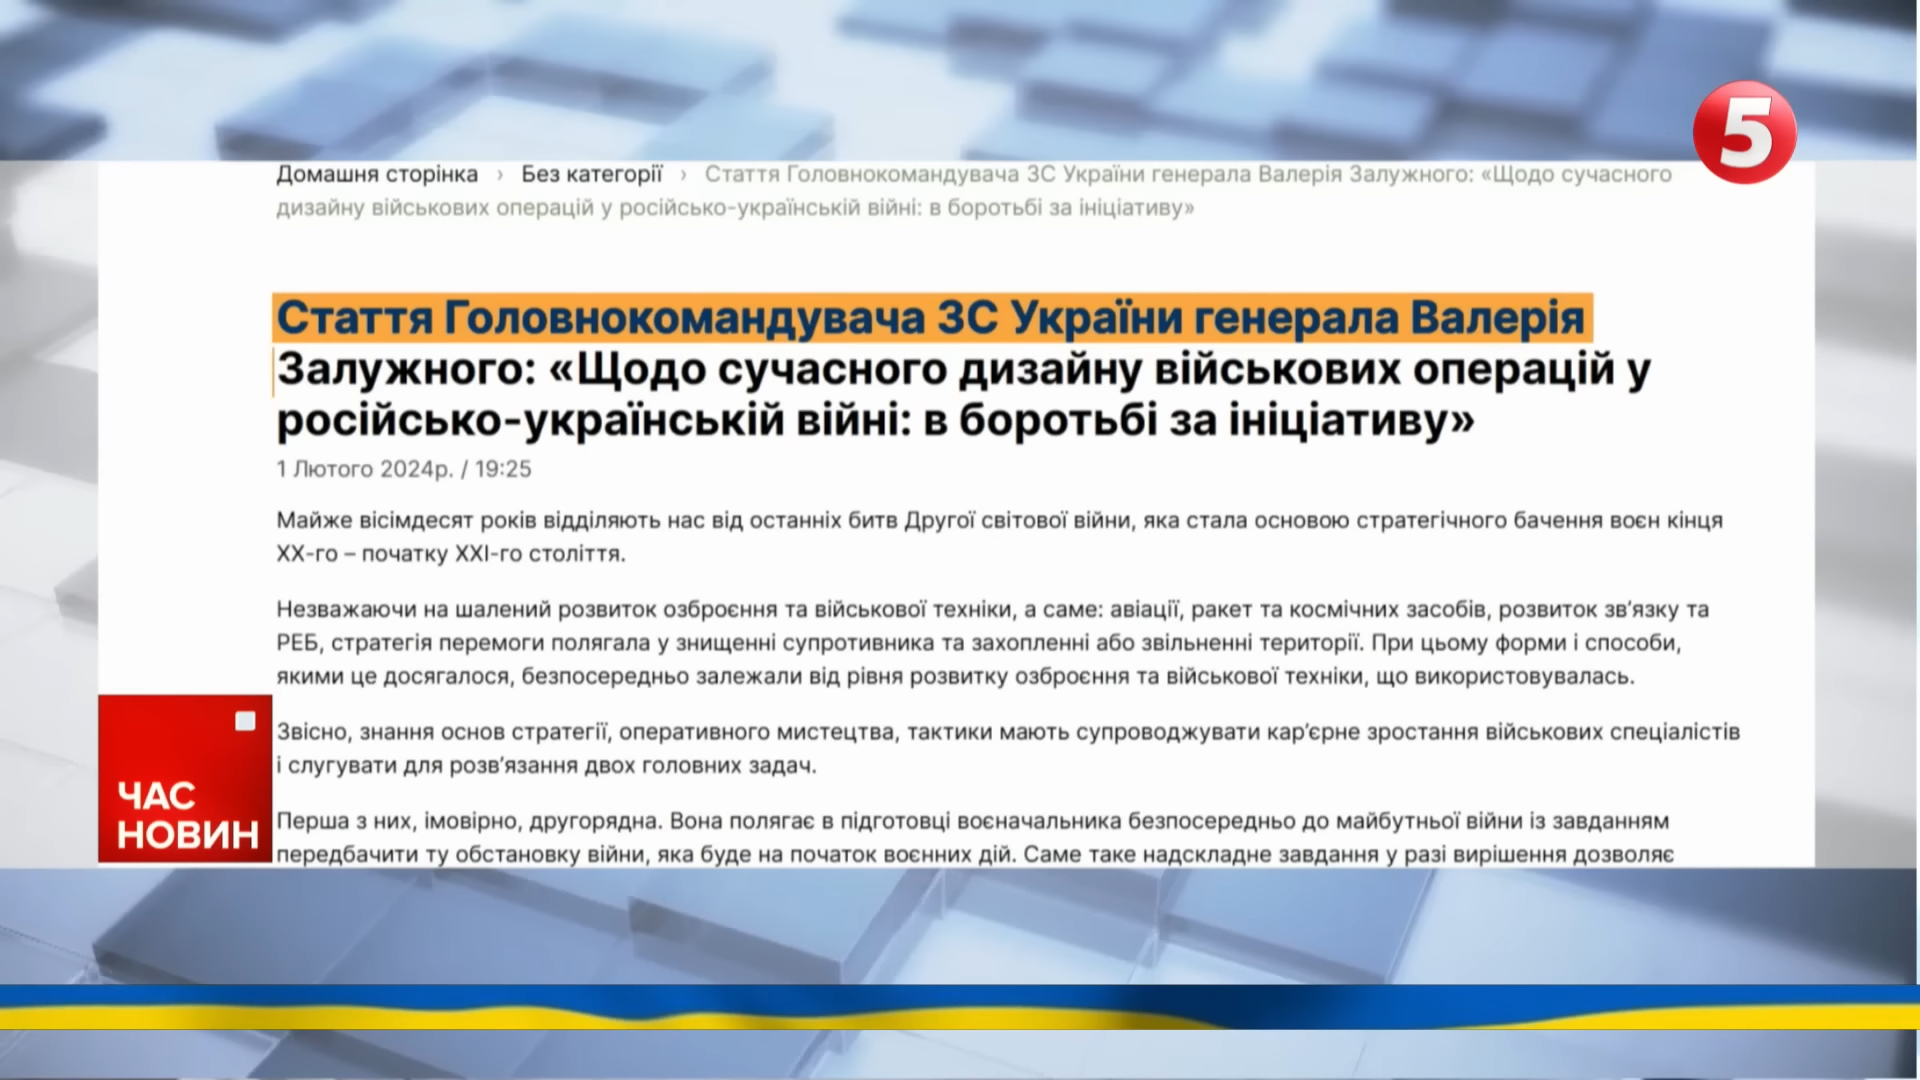 5
Домашня сторінка › Без категорії › Стаття Головнокомандувача ЗС України генерала Валерія Залужного: «Щодо сучасного
дизайну військових операцій у російсько-українській війні: в боротьбі за ініціативу»
Стаття Головнокомандувача ЗС України генерала Валерія
Залужного: «Щодо сучасного дизайну військових операцій у
російсько-українській війні: в боротьбі за ініціативу»
1 Лютого 2024р. / 19:25
Майже вісімдесят років відділяють нас від останніх битв Другої світової війни, яка стала основою стратегічного бачення воєн кінця
ХХ-го – початку ХХІ-го століття.
Незважаючи на шалений розвиток озброєння та військової техніки, а саме: авіації, ракет та космічних засобів, розвиток зв’язку та
РЕБ, стратегія перемоги полягала у знищенні супротивника та захопленні або звільненні території. При цьому форми і способи,
якими це досягалося, безпосередньо залежали від рівня розвитку озброєння та військової техніки, що використовувалась.
Звісно, знання основ стратегії, оперативного мистецтва, тактики мають супроводжувати кар’єрне зростання військових спеціалістів
і слугувати для розв’язання двох головних задач.
Перша з них, імовірно, другорядна. Вона полягає в підготовці воєначальника безпосередньо до майбутньої війни із завданням
передбачити ту обстановку війни, яка буде на початок воєнних дій. Саме таке надскладне завдання у разі вирішення дозволяє
ЧАС
НОВИН